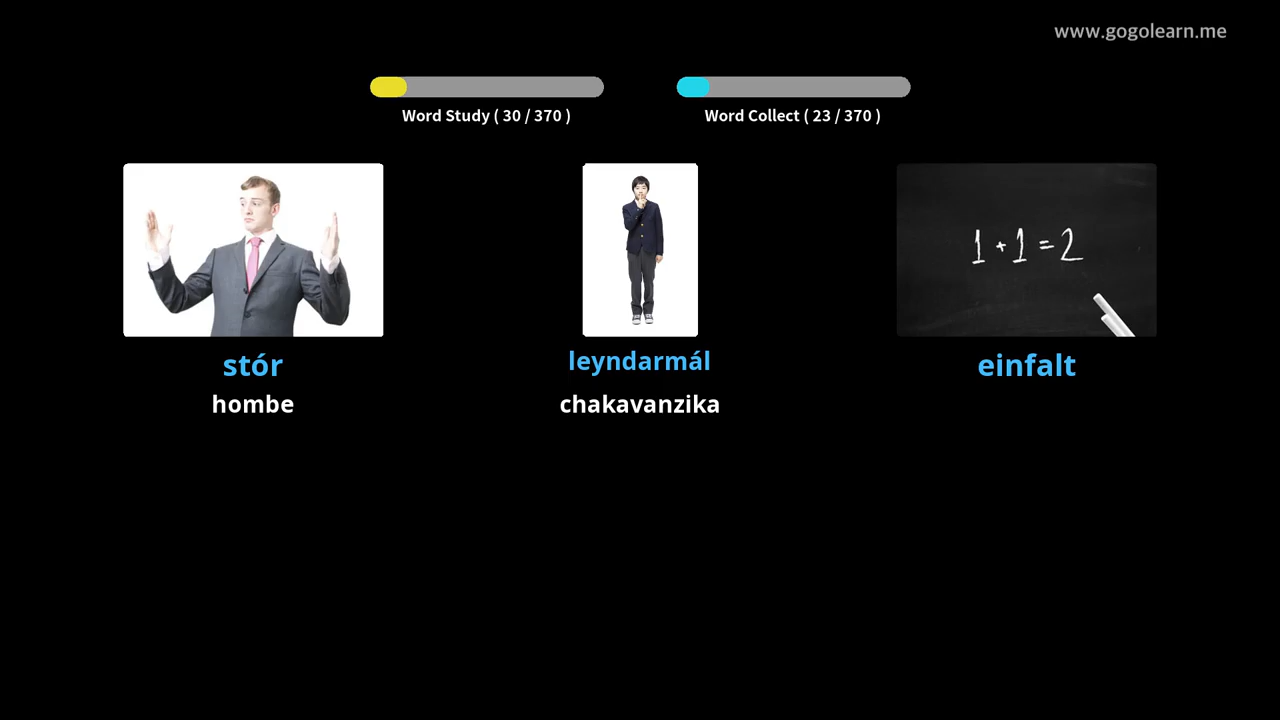 www.gogolearn.me
Word Study ( 30 / 370 )
Word Collect ( 23 / 370 )
1 + 1 = 2
stór
leyndarmál
einfalt
hombe
chakavanzika